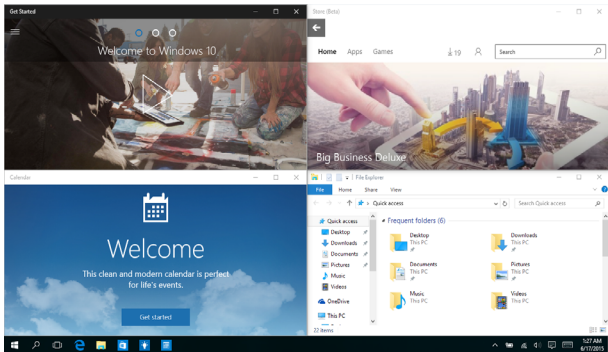 Get Started
Welcome to Windows 10
Store (Beta)
Home Apps Games 19 Search
Big Business Deluxe
Calendar
Welcome
This clean and modern calendar is perfect
for life's events.
Get started
File Explorer
File Home Share View
Quick access Search Quick access
Quick access
Desktop
Downloads
Documents
Pictures
Music
Videos
OneDrive
This PC
Frequent folders (6)
Desktop
This PC
Downloads
This PC
Documents
This PC
Pictures
This PC
Music
This PC
Videos
This PC
22 items
1:27 AM
6/17/2015